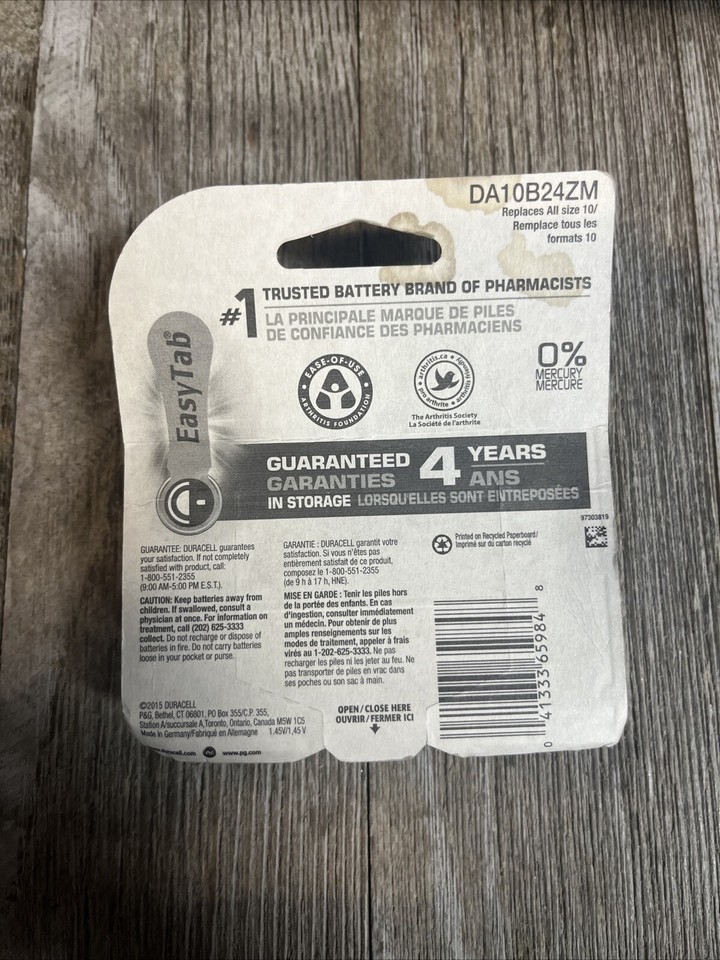 DA10B24ZM
Replaces All size 10/
Remplace tous les
formats 10
#1 TRUSTED BATTERY BRAND OF PHARMACISTS
LA PRINCIPALE MARQUE DE PILES
DE CONFIANCE DES PHARMACIENS
EasyTab®
EASE-OF-USE
ARTHRITIS FOUNDATION
arthritis.ca • arthritis friendly
pro arthrite • arthrite.ca
The Arthritis Society
La Société de l'arthrite
0%
MERCURY
MERCURE
GUARANTEED 4 YEARS
GARANTIES ANS
IN STORAGE LORSQU'ELLES SONT ENTREPOSÉES
97303819
GUARANTEE: DURACELL guarantees
your satisfaction. If not completely
satisfied with product, call:
1-800-551-2355
(9:00 AM-5:00 PM E.S.T.).
CAUTION: Keep batteries away from
children. If swallowed, consult a
physician at once. For information on
treatment, call (202) 625-3333
collect. Do not recharge or dispose of
batteries in fire. Do not carry batteries
loose in your pocket or purse.
GARANTIE : DURACELL garantit votre
satisfaction. Si vous n'êtes pas
entièrement satisfait de ce produit,
composez le 1-800-551-2355
(de 9 h à 17 h, HNE).
MISE EN GARDE : Tenir les piles hors
de la portée des enfants. En cas
d'ingestion, consulter immédiatement
un médecin. Pour obtenir de plus
amples renseignements sur les
modes de traitement, appeler à frais
virés au 1-202-625-3333. Ne pas
recharger les piles ni les jeter au feu. Ne
pas transporter de piles en vrac dans
ses poches ou son sac à main.
Printed on Recycled Paperboard/
Imprimé sur du carton recyclé
0 41333 65984 8
©2015 DURACELL
P&G, Bethel, CT 06801, PO Box 355/C.P. 355,
Station A/succursale A,Toronto, Ontario, Canada M5W 1C5
Made in Germany/Fabriqué en Allemagne 1.45V/1,45 V
www.pg.com
OPEN/CLOSE HERE
OUVRIR/FERMER ICI